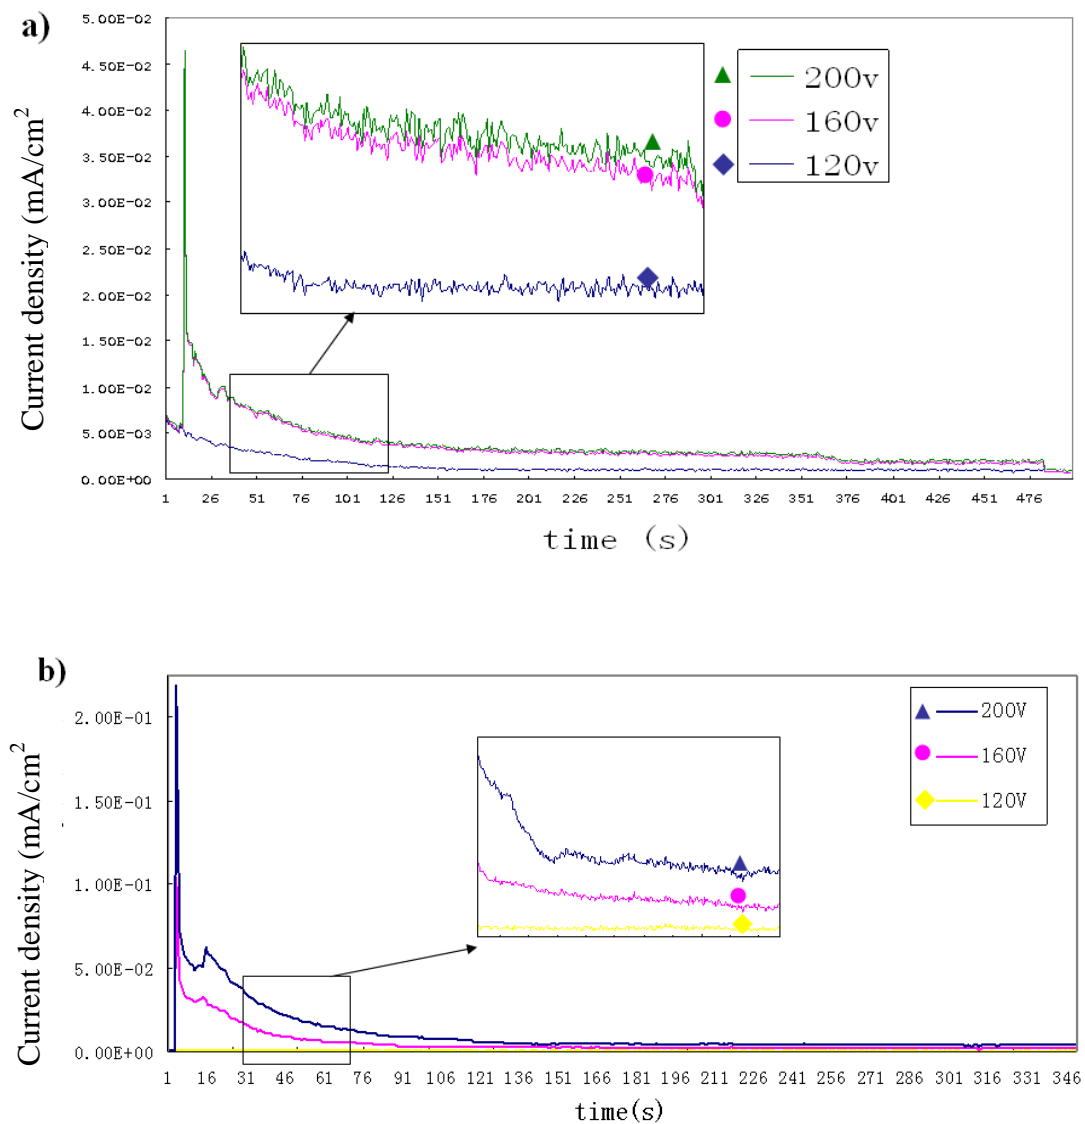 a)
5.00E-02
4.50E-02
4.00E-02
3.50E-02
3.00E-02
2.50E-02
2.00E-02
1.50E-02
1.00E-02
5.00E-03
0.00E+00
Current density (mA/cm2
200v
160v
120v
1 26 51 76 101 126 151 176 201 226 251 276 301 326 351 376 401 426 451 476
time (s)
b)
2.00E-01
1.50E-01
1.00E-01
5.00E-02
0.00E+00
Current density (mA/cm2
200V
160V
120V
1 16 31 46 61 76 91 106 121 136 151 166 181 196 211 226 241 256 271 286 301 316 331 346
time(s)